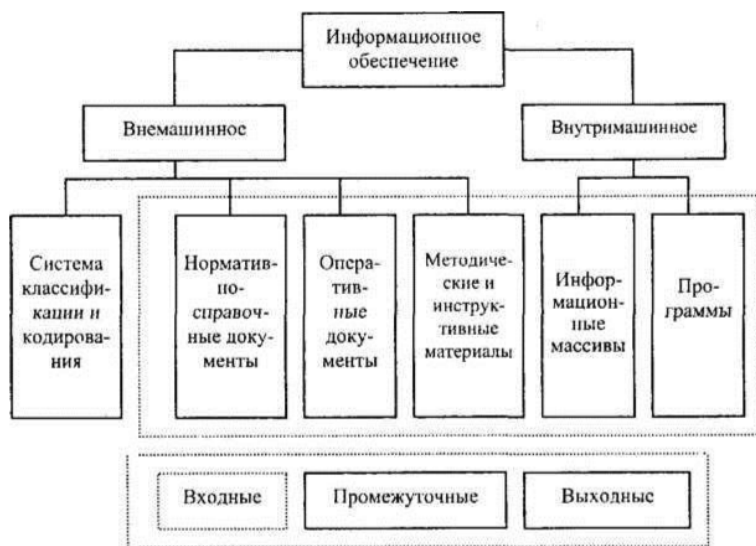 Информационное
обеспечение
Внемашинное
Внутримашинное
Система
классифи-
кации и
кодирова-
ния
Норматив-
но-
справоч-
ные доку-
менты
Опера-
тив-
ные
доку-
менты
Методиче-
ские и
инструк-
тивные
материалы
Инфор-
мацион-
ные
массивы
Про-
граммы
Входные
Промежуточные
Выходные